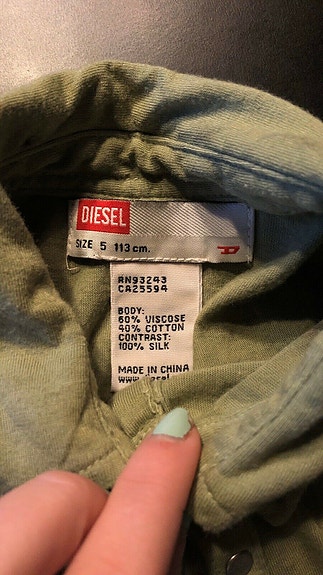 DIESEL
SIZE 5 113 cm.
RN93243
CA25594
BODY:
60% VISCOSE
40% COTTON
CONTRAST:
100% SILK
MADE IN CHINA